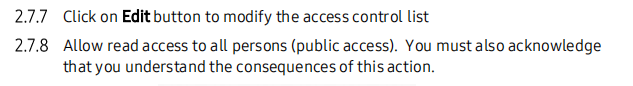 2.7.7 Click on Edit button to modify the access control list
2.7.8 Allow read access to all persons (public access). You must also acknowledge
that you understand the consequences of this action.